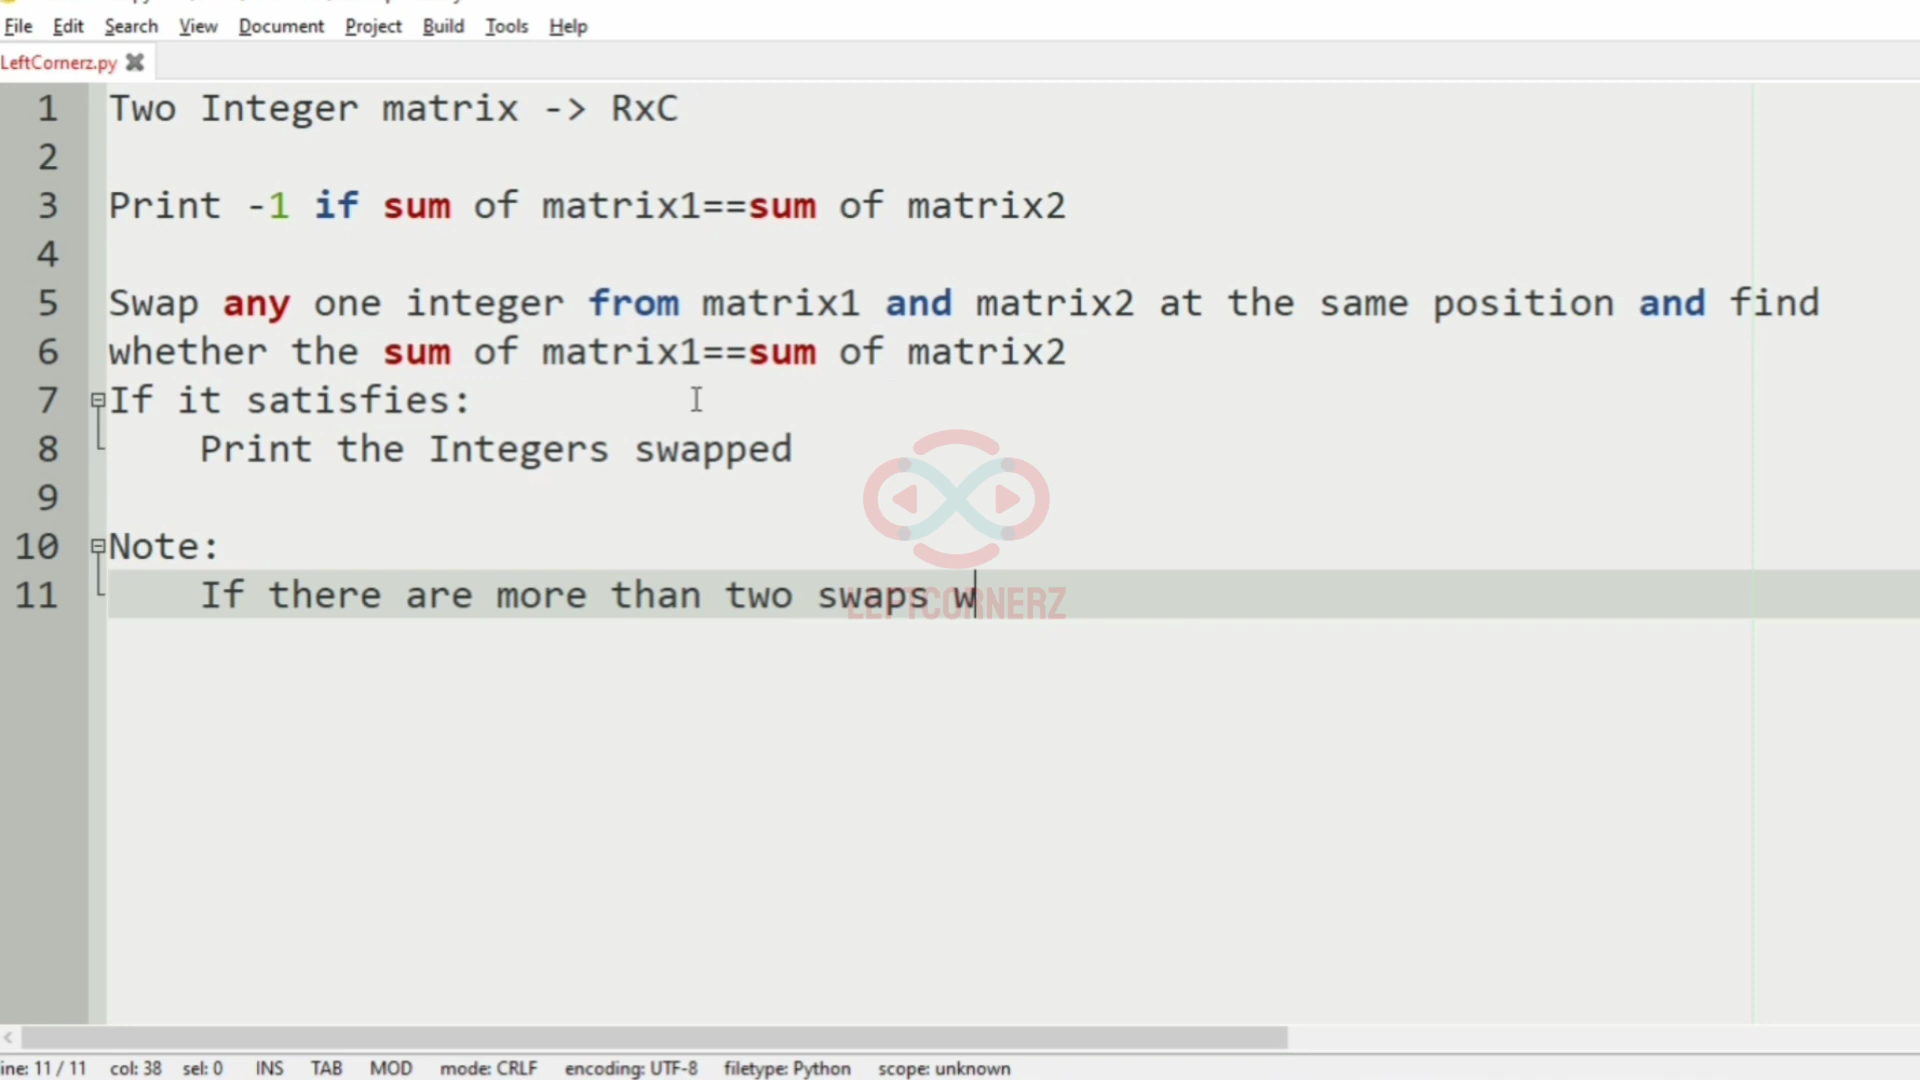 File Edit Search View Document Project Build Tools Help
LeftCornerz.py
1 Two Integer matrix -> RxC
2
3 Print -1 if sum of matrix1==sum of matrix2
4
5 Swap any one integer from matrix1 and matrix2 at the same position and find
6 whether the sum of matrix1==sum of matrix2
7 If it satisfies:
8 Print the Integers swapped
9
10 Note:
11 If there are more than two swaps w
LEFTCORNERZ
ine: 11 / 11 col: 38 sel: 0 INS TAB MOD mode: CRLF encoding: UTF-8 filetype: Python scope: unknown